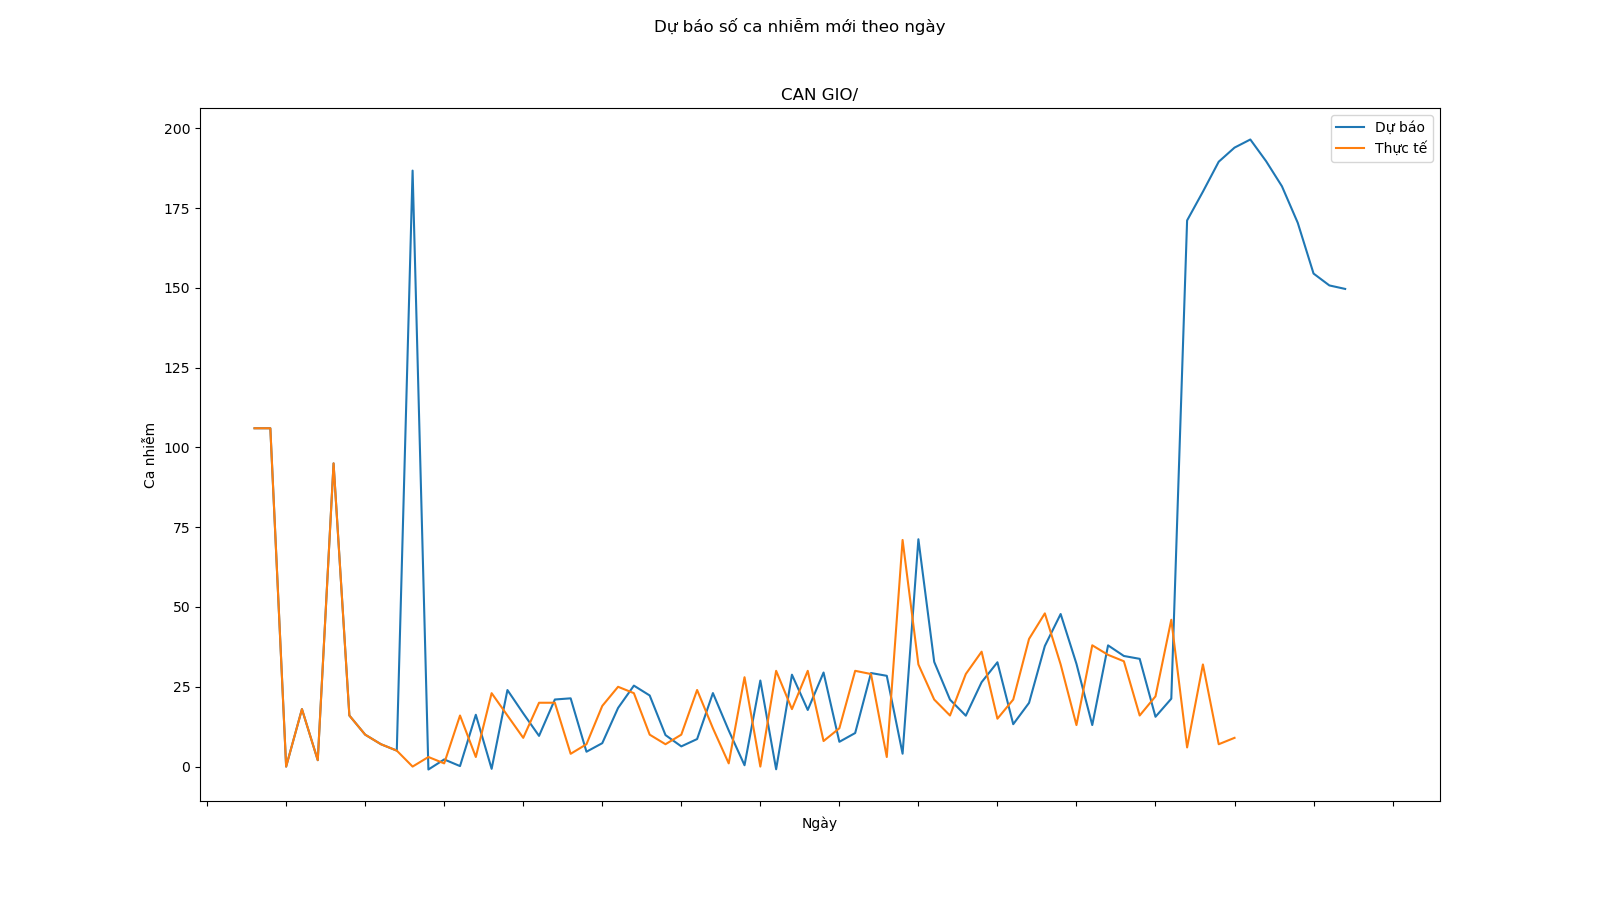 Dự báo số ca nhiễm mới theo ngày
CAN GIO/
Dự báo
Thực tế
200
175
150
125
100
75
50
25
0
Ca nhiễm
Ngày